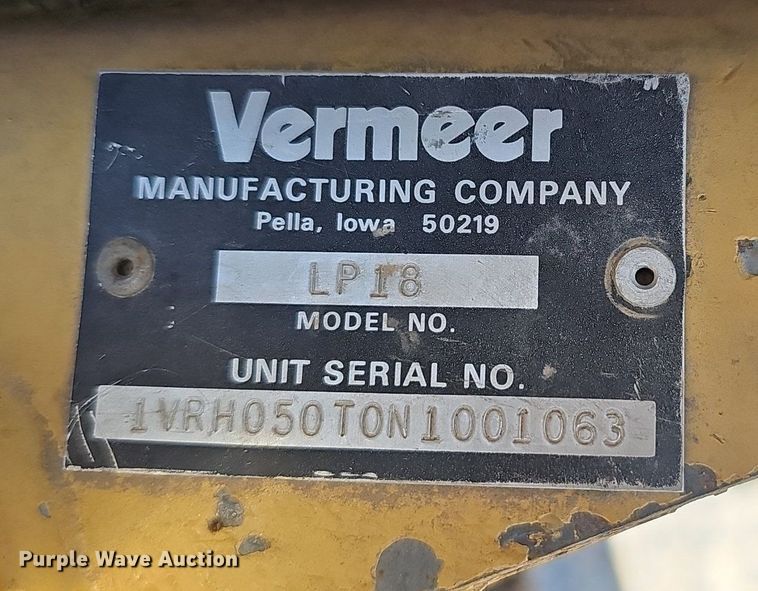 Vermeer
MANUFACTURING COMPANY
Pella, Iowa 50219
LP18
MODEL NO.
UNIT SERIAL NO.
1VRH050T0N1001063
Purple Wave Auction